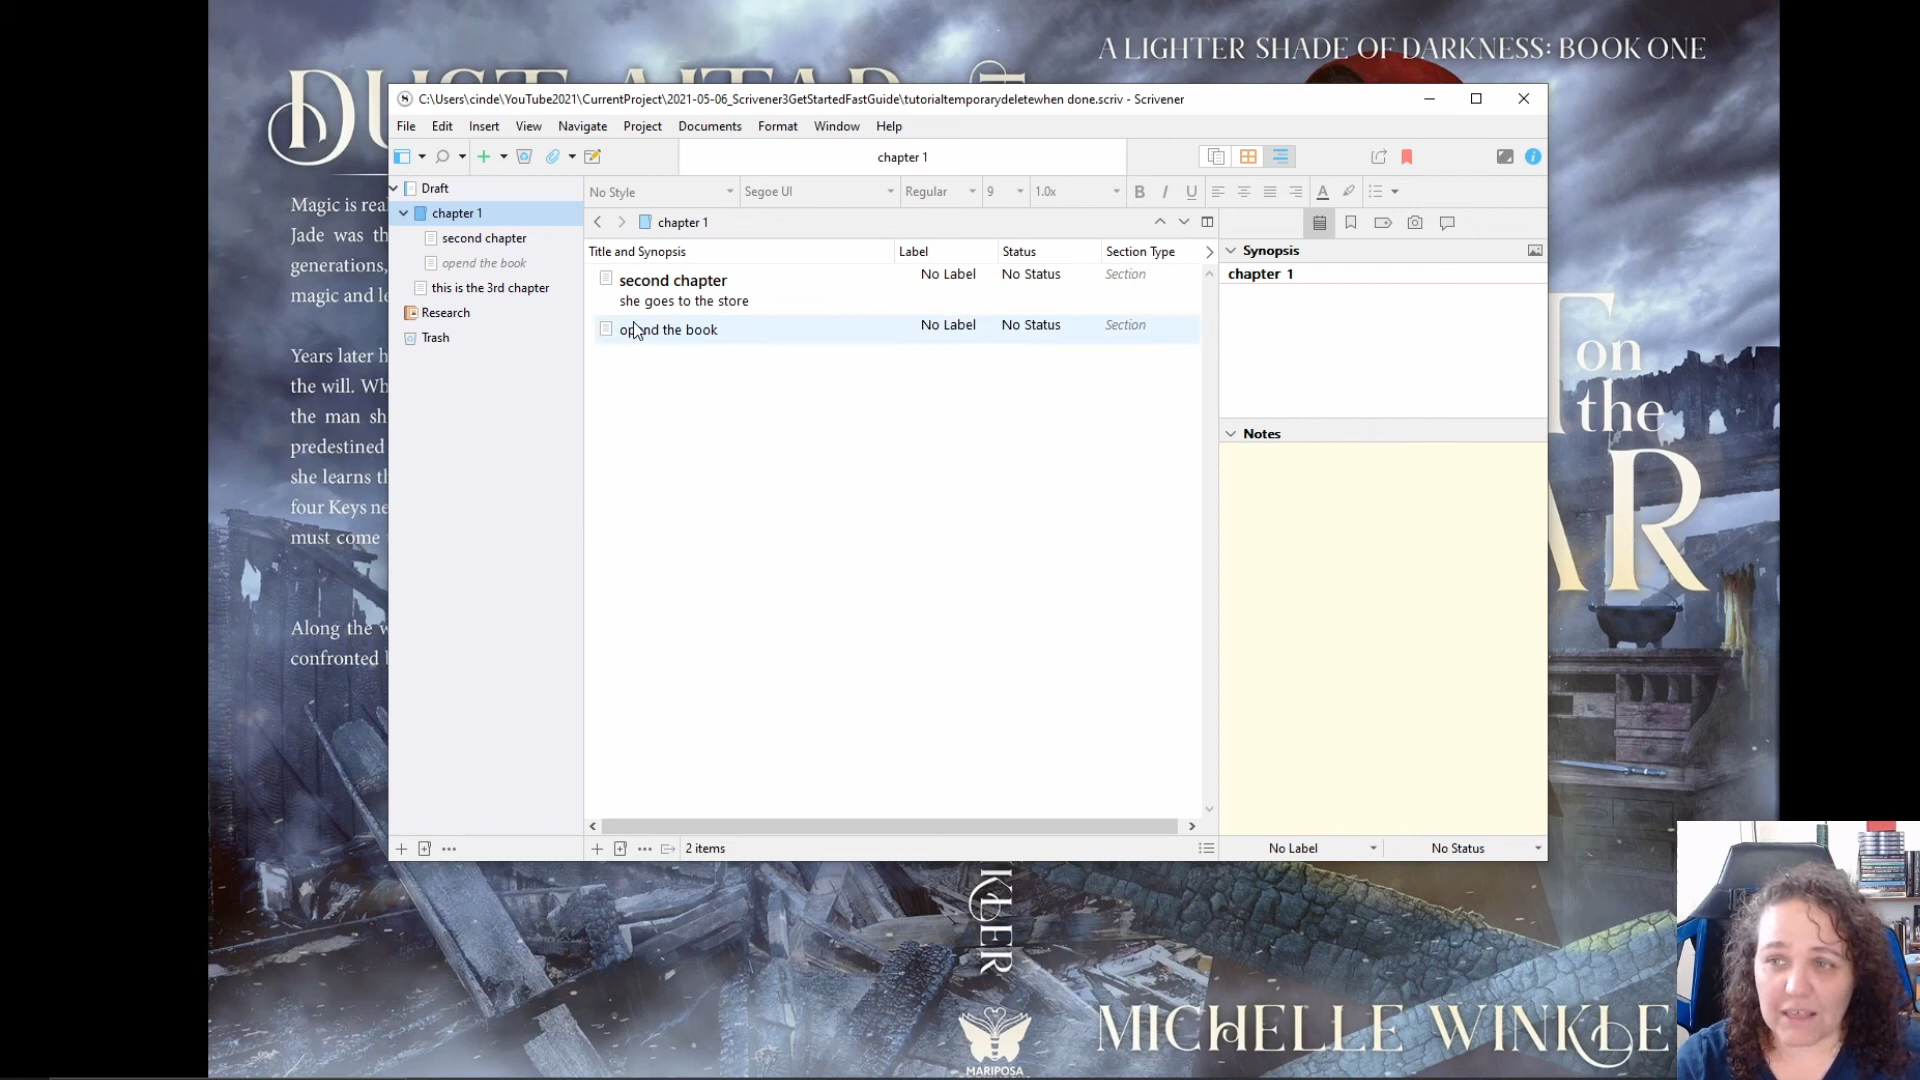 A LIGHTER SHADE OF DARKNESS: BOOK ONE
C:\Users\cinde\YouTube2021\CurrentProject\2021-05-06_Scrivener3GetStartedFastGuide\tutorialtemporarydeletewhen done.scriv - Scrivener
File Edit Insert View Navigate Project Documents Format Window Help
chapter 1
No Style Segoe UI Regular 9 1.0x B I U A
Draft
chapter 1
second chapter
opend the book
this is the 3rd chapter
Research
Trash
chapter 1
Title and Synopsis Label Status Section Type
second chapter No Label No Status Section
she goes to the store
opend the book No Label No Status Section
2 items
Synopsis
chapter 1
Notes
No Label No Status
Magic is real
Jade was th
generations,
magic and le
Years later h
the will. Wh
the man sh
predestined
she learns th
four Keys ne
must come
Along the w
confronted
on
the
AR
KLER
MARIPOSA
MICHELLE WINKLE